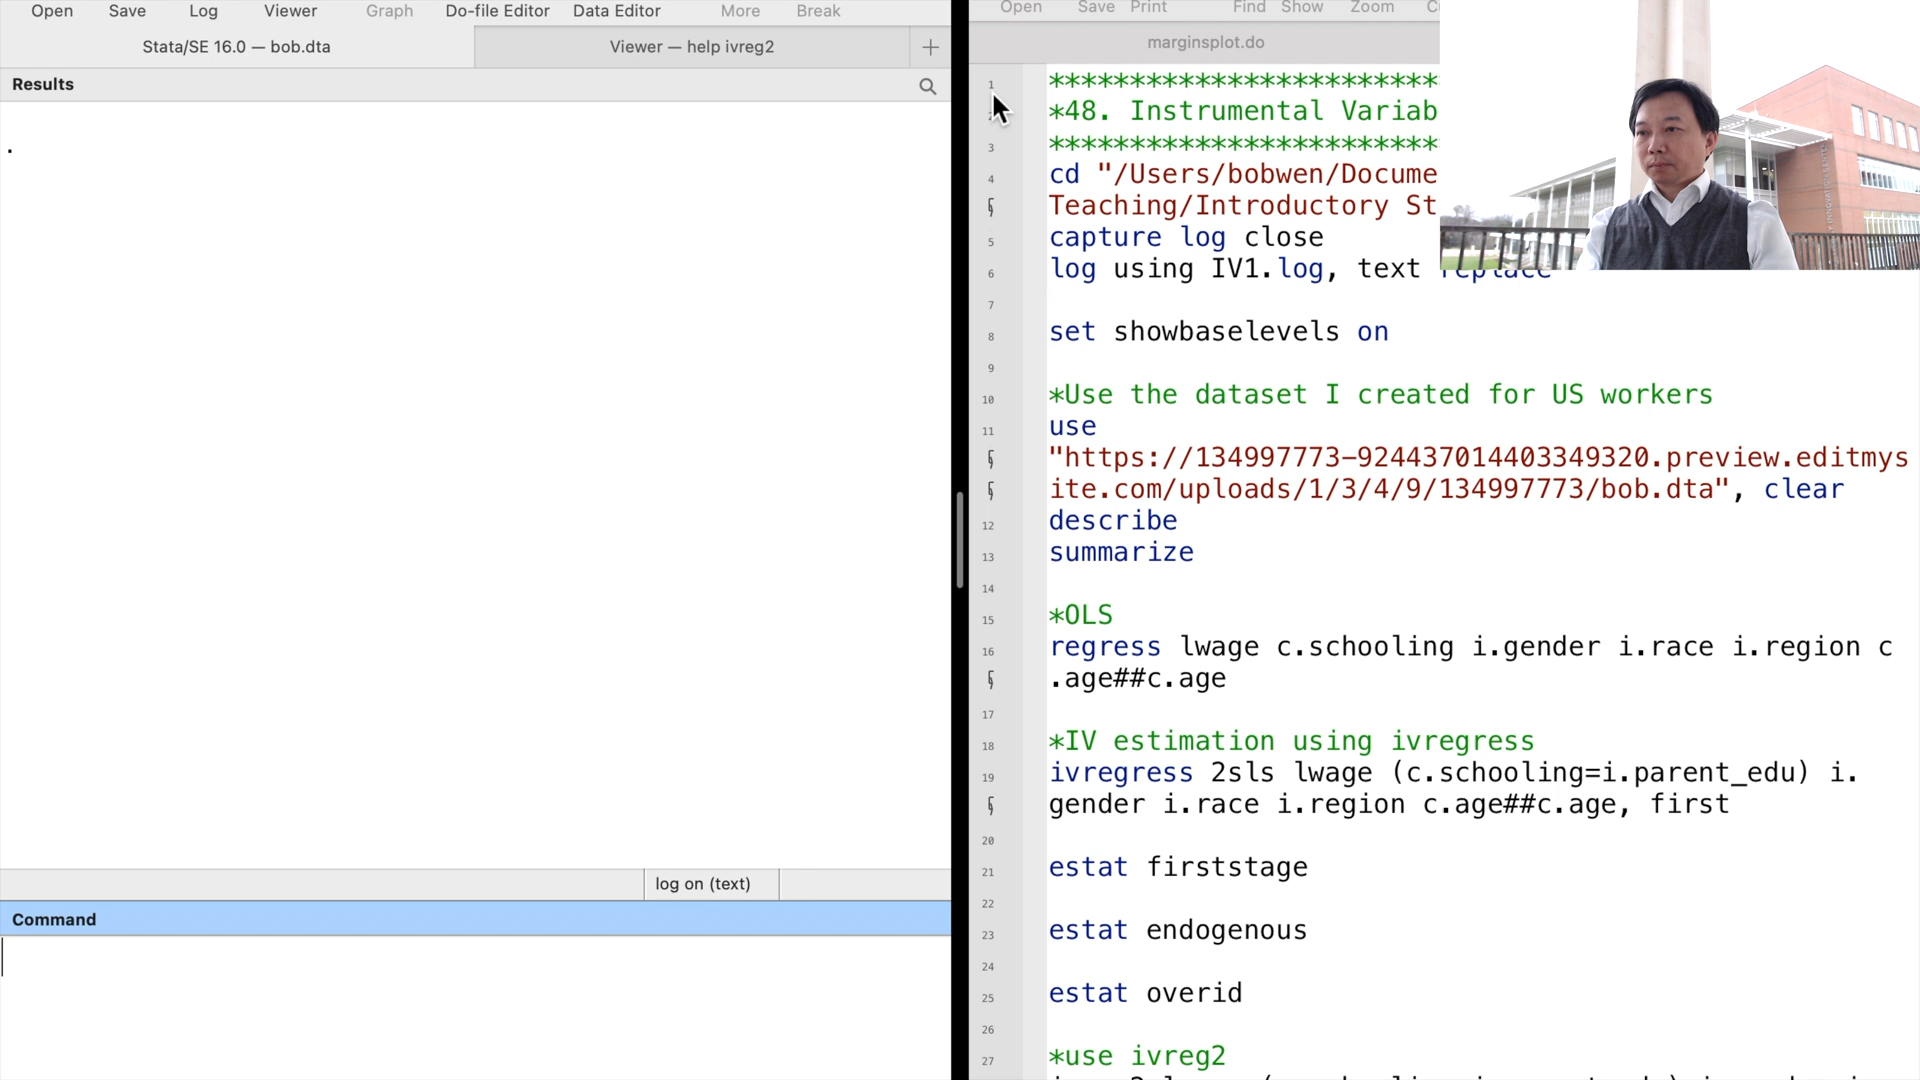 Open Save Log Viewer Graph Do-file Editor Data Editor More Break
Stata/SE 16.0 — bob.dta
Viewer — help ivreg2
Results
.
log on (text)
Command
Open Save Print Find Show Zoom
marginsplot.do
1 ****************************
2 *48. Instrumental Variab
3 ****************************
4 cd "/Users/bobwen/Docume
Teaching/Introductory St
5 capture log close
6 log using IV1.log, text replace
7
8 set showbaselevels on
9
10 *Use the dataset I created for US workers
11 use
"https://134997773-924437014403349320.preview.editmys
ite.com/uploads/1/3/4/9/134997773/bob.dta", clear
12 describe
13 summarize
14
15 *OLS
16 regress lwage c.schooling i.gender i.race i.region c
.age##c.age
17
18 *IV estimation using ivregress
19 ivregress 2sls lwage (c.schooling=i.parent_edu) i.
gender i.race i.region c.age##c.age, first
20
21 estat firststage
22
23 estat endogenous
24
25 estat overid
26
27 *use ivreg2